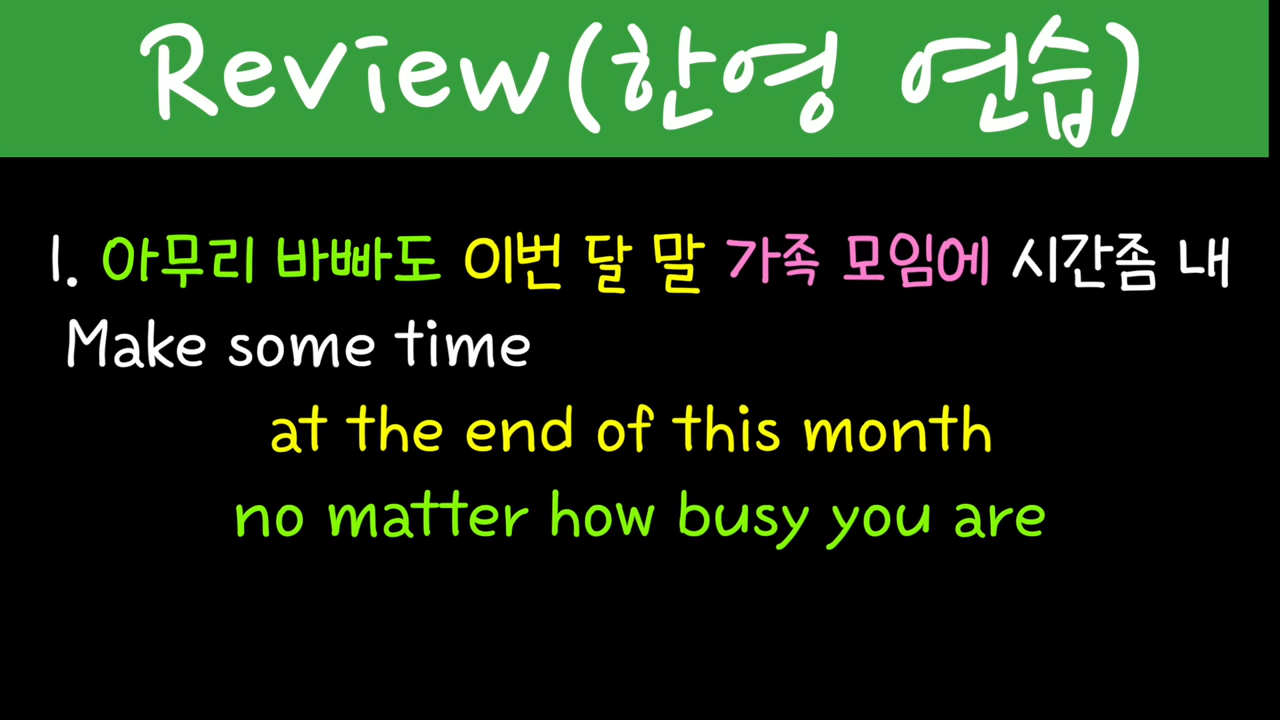 Review(한영 연습)
1. 아무리 바빠도 이번 달 말 가족 모임에 시간좀 내
Make some time
at the end of this month
no matter how busy you are